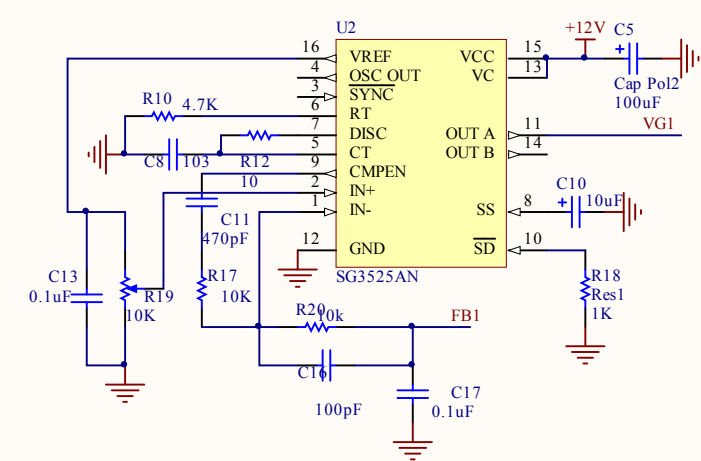 U2
+12V
C5
16 VREF
VCC 15
4 OSC OUT
VC 13
3 SYNC
Cap Pol2
100uF
R10 4.7K
6 RT
7 DISC
OUT A 11
VG1
C8 103
R12
10
5 CT
OUT B 14
9 CMPEN
2 IN+
C10
10uF
1 IN-
SS 8
C11
470pF
12 GND
SD 10
SG3525AN
C13
0.1uF
R19
10K
R17
10K
R18
Res1
1K
R20
10k
FB1
C16
100pF
C17
0.1uF